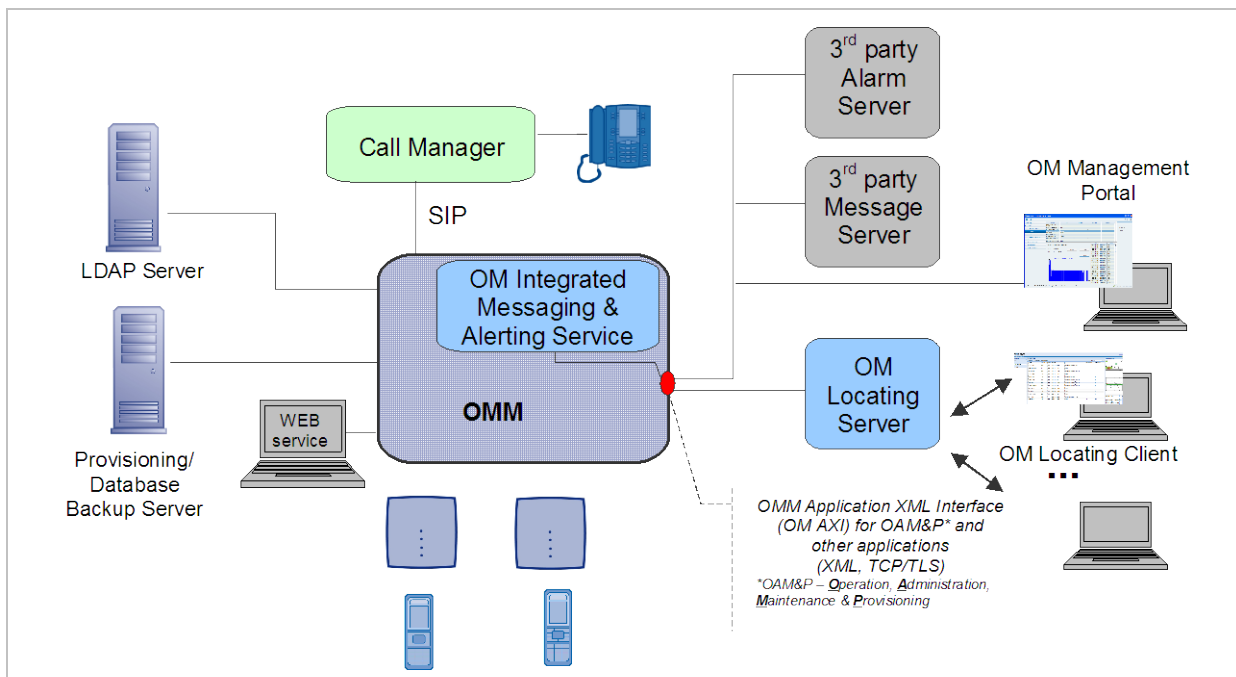 3rd party
Alarm
Server
Call Manager
3rd party
Message
Server
OM Management
Portal
SIP
LDAP Server
OM Integrated
Messaging &
Alerting Service
OM
Locating
Server
OMM
WEB
service
Provisioning/
Database
Backup Server
OM Locating Client
...
OMM Application XML Interface
(OM AXI) for OAM&P* and
other applications
(XML, TCP/TLS)
*OAM&P – Operation, Administration,
Maintenance & Provisioning